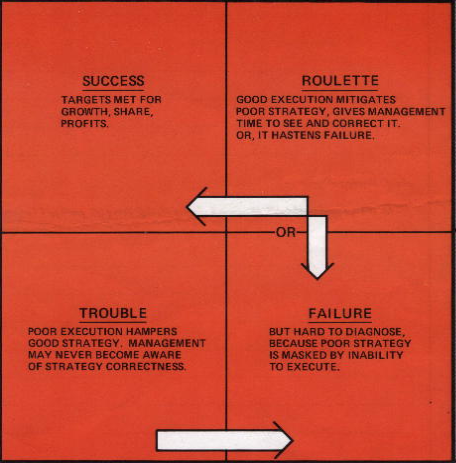 SUCCESS
TARGETS MET FOR
GROWTH, SHARE,
PROFITS.
ROULETTE
GOOD EXECUTION MITIGATES
POOR STRATEGY, GIVES MANAGEMENT
TIME TO SEE AND CORRECT IT.
OR, IT HASTENS FAILURE.
OR
TROUBLE
POOR EXECUTION HAMPERS
GOOD STRATEGY. MANAGEMENT
MAY NEVER BECOME AWARE
OF STRATEGY CORRECTNESS.
FAILURE
BUT HARD TO DIAGNOSE,
BECAUSE POOR STRATEGY
IS MASKED BY INABILITY
TO EXECUTE.